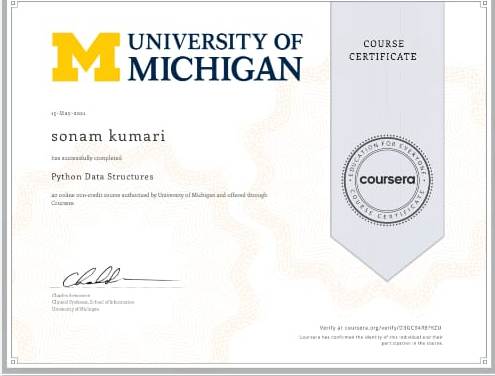 M UNIVERSITY OF
MICHIGAN
COURSE
CERTIFICATE
15-May-2021
sonam kumari
has successfully completed
Python Data Structures
an online non-credit course authorized by University of Michigan and offered through
Coursera
EDUCATION FOR EVERYONE
coursera
COURSE CERTIFICATE
Charles Severance
Clinical Professor, School of Information
University of Michigan
Verify at coursera.org/verify/
Coursera has confirmed the identity of this individual and their
participation in the course.